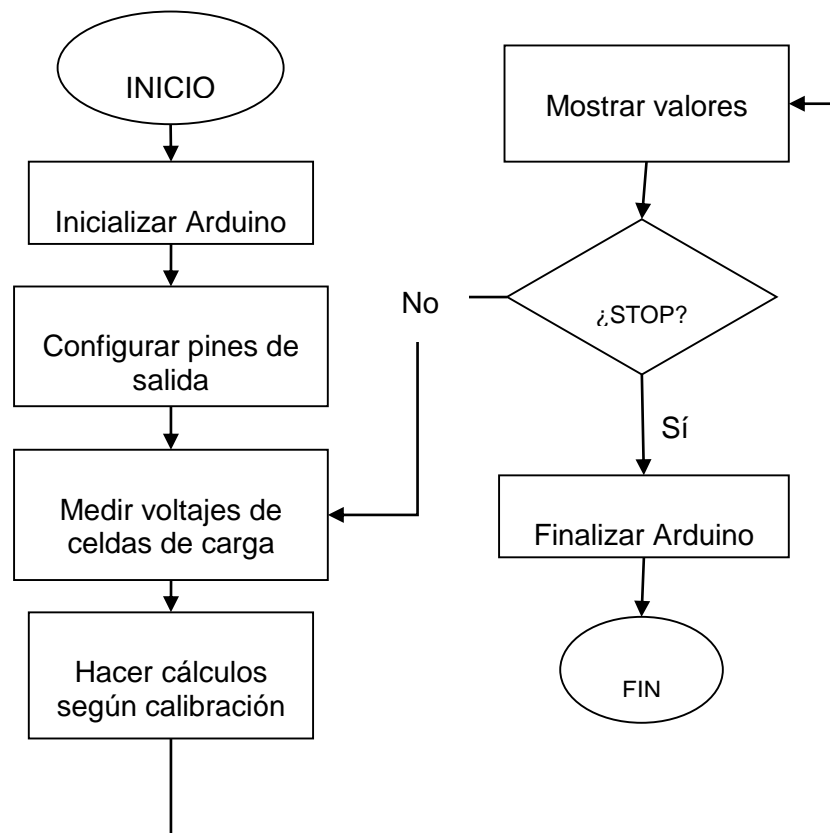 INICIO
Inicializar Arduino
Configurar pines de
salida
Medir voltajes de
celdas de carga
Hacer cálculos
según calibración
Mostrar valores
¿STOP?
No
Sí
Finalizar Arduino
FIN